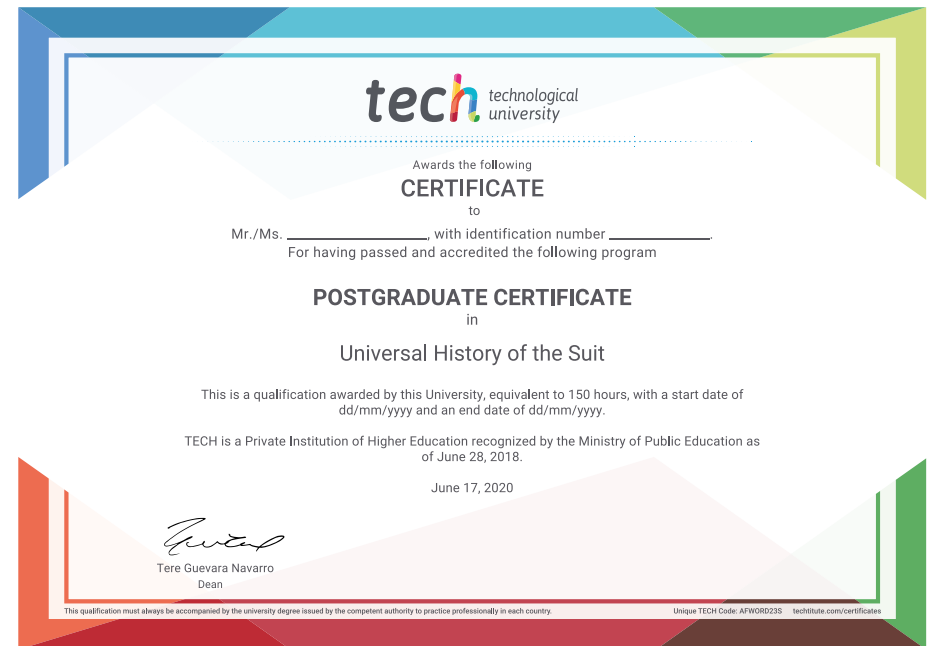 tech technological
university
Awards the following
CERTIFICATE
to
Mr./Ms. ____________________, with identification number ______________.
For having passed and accredited the following program
POSTGRADUATE CERTIFICATE
in
Universal History of the Suit
This is a qualification awarded by this University, equivalent to 150 hours, with a start date of
dd/mm/yyyy and an end date of dd/mm/yyyy.
TECH is a Private Institution of Higher Education recognized by the Ministry of Public Education as
of June 28, 2018.
June 17, 2020
Tere Guevara Navarro
Dean
This qualification must always be accompanied by the university degree issued by the competent authority to practice professionally in each country. Unique TECH Code: AFWORD23S techtitute.com/certificates